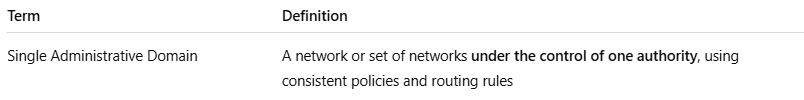 Term Definition
Single Administrative Domain A network or set of networks under the control of one authority, using
consistent policies and routing rules